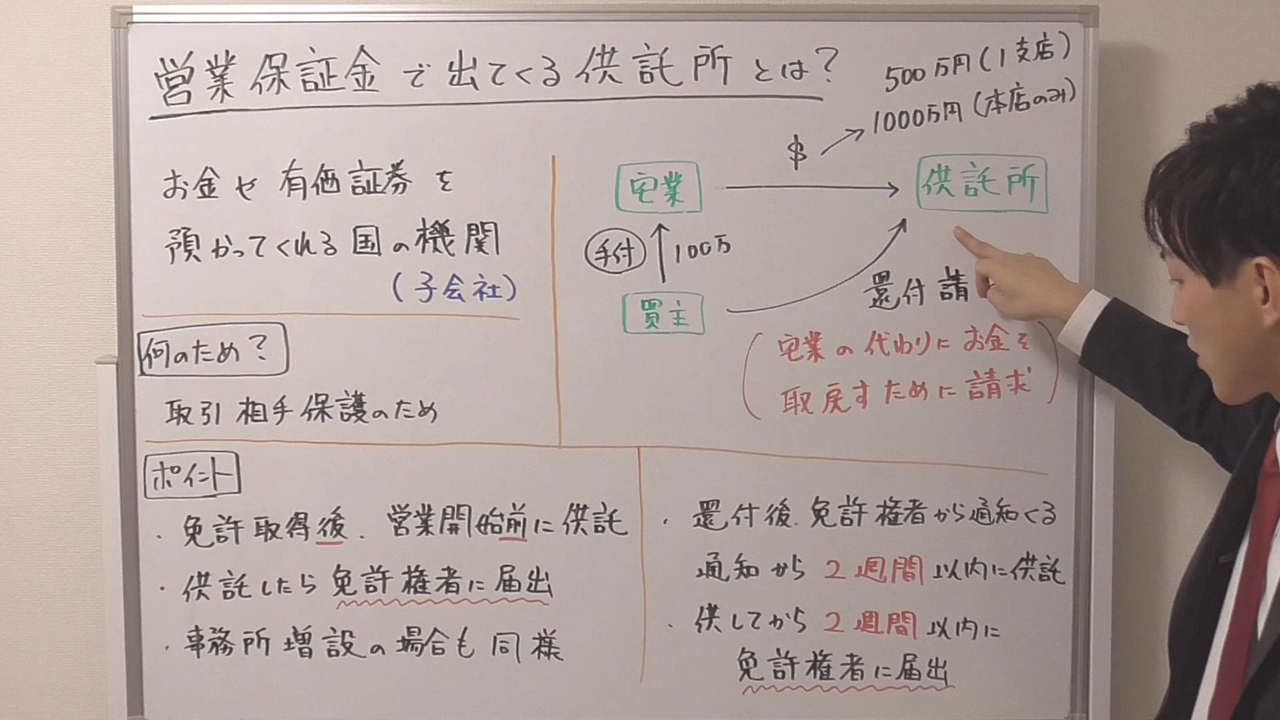 営業保証金で出てくる供託所とは?
500万円(1支店)
1000万円(本店のみ)
お金や有価証券を
預かってくれる国の機関
(子会社)
何のため?
取引相手保護のため
$
宅業
供託所
手付
100万
買主
還付請
宅業の代わりにお金を
取戻すために請求
ポイント
・免許取得後、営業開始前に供託
・供託したら免許権者に届出
・事務所増設の場合も同様
・還付後、免許権者から通知くる
通知から2週間以内に供託
・供してから2週間以内に
免許権者に届出